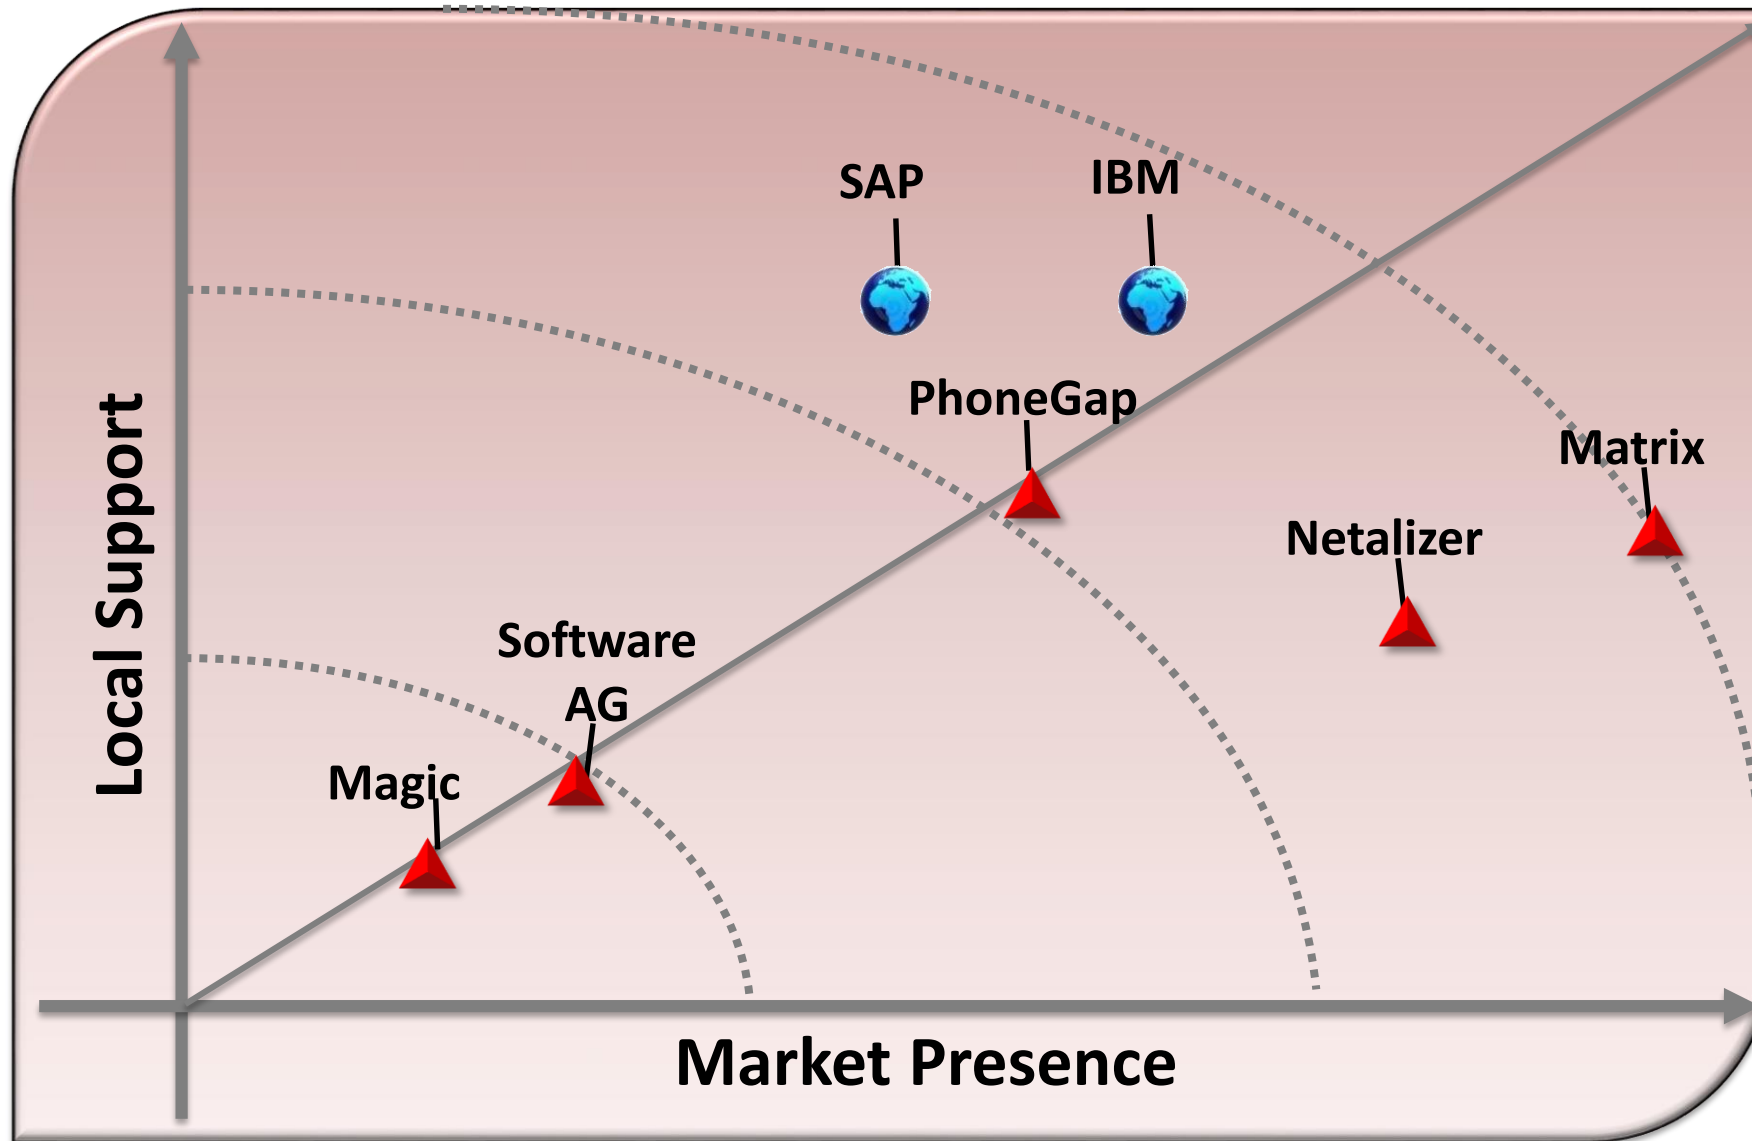 SAP
IBM
PhoneGap
Matrix
Netalizer
Software
AG
Magic
Local Support
Market Presence